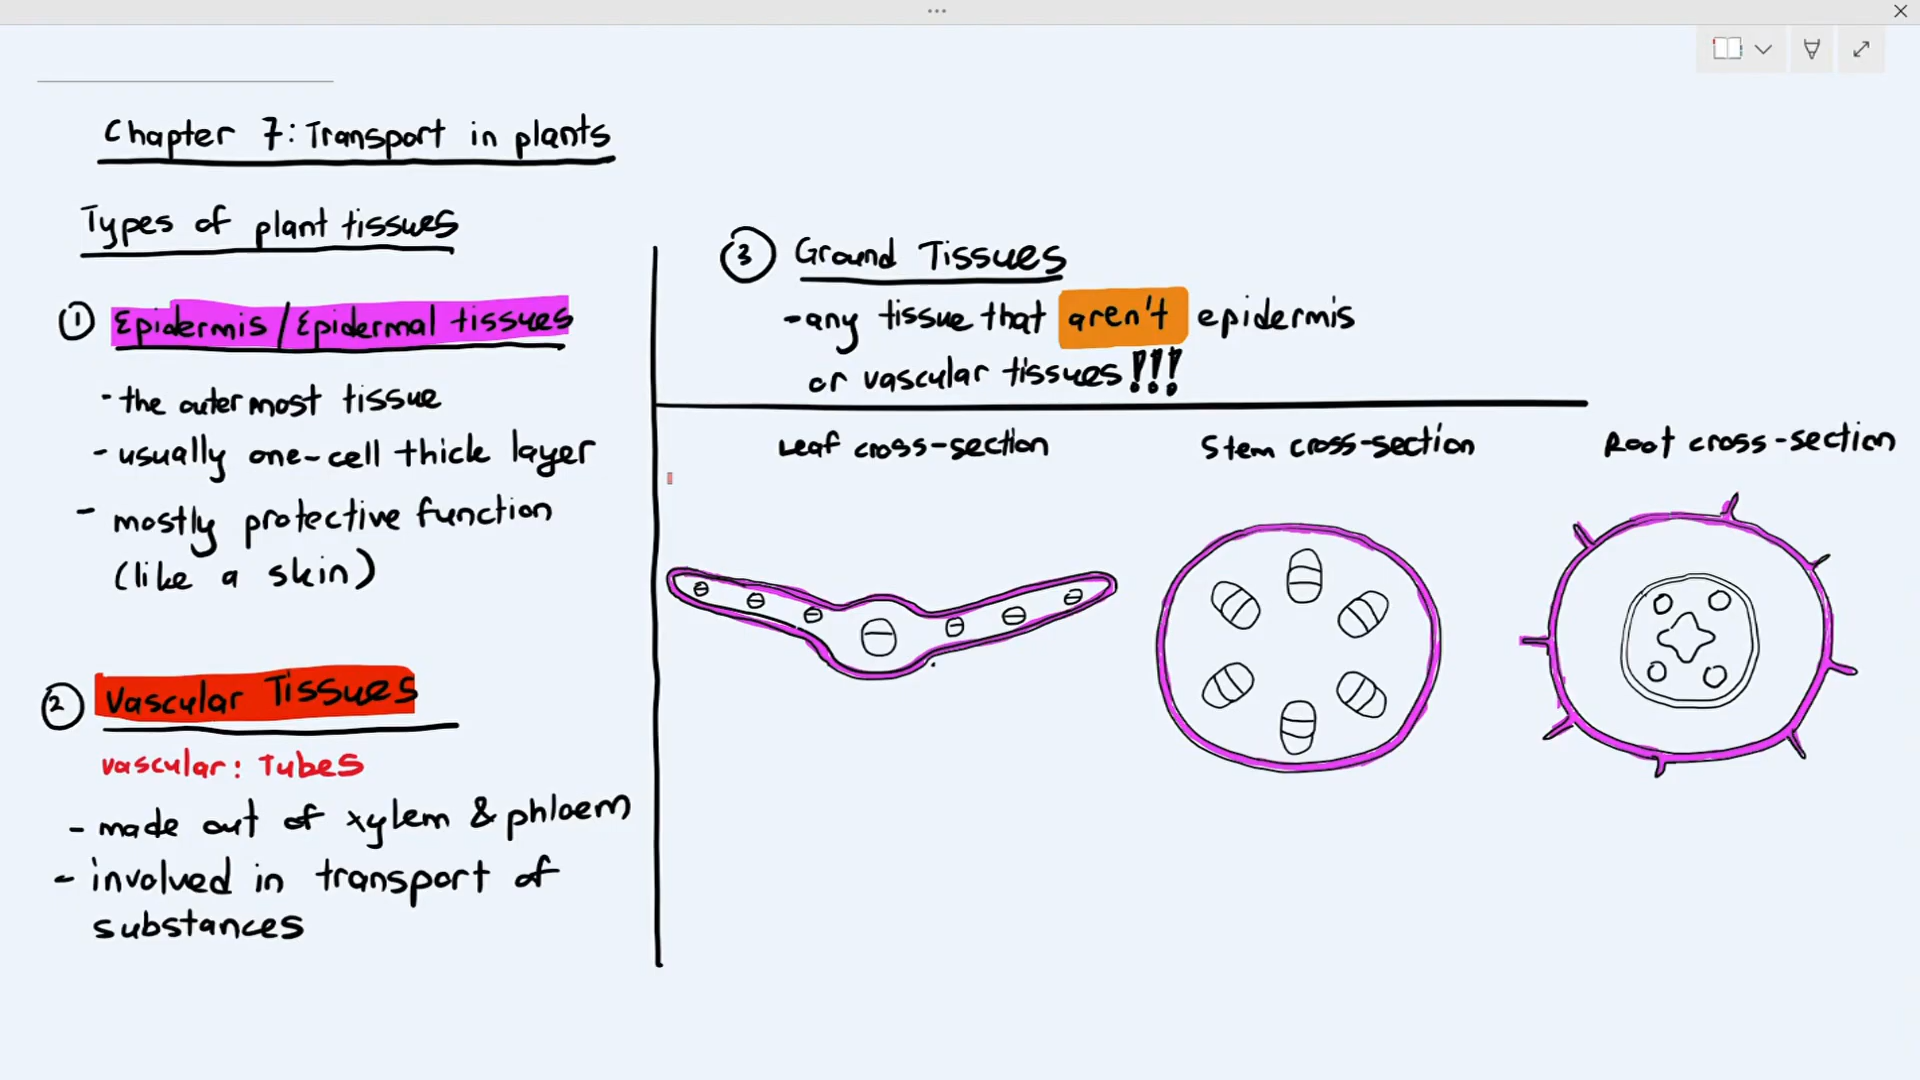 Chapter 7: Transport in plants
Types of plant tissues
1 Epidermis / Epidermal tissues
- the outermost tissue
- usually one-cell thick layer
- mostly protective function
(like a skin)
2 Vascular Tissues
vascular: Tubes
- made out of xylem & phloem
- involved in transport of
substances
3 Ground Tissues
- any tissue that aren't epidermis
or vascular tissues!!!
Leaf cross-section
Stem cross-section
Root cross-section